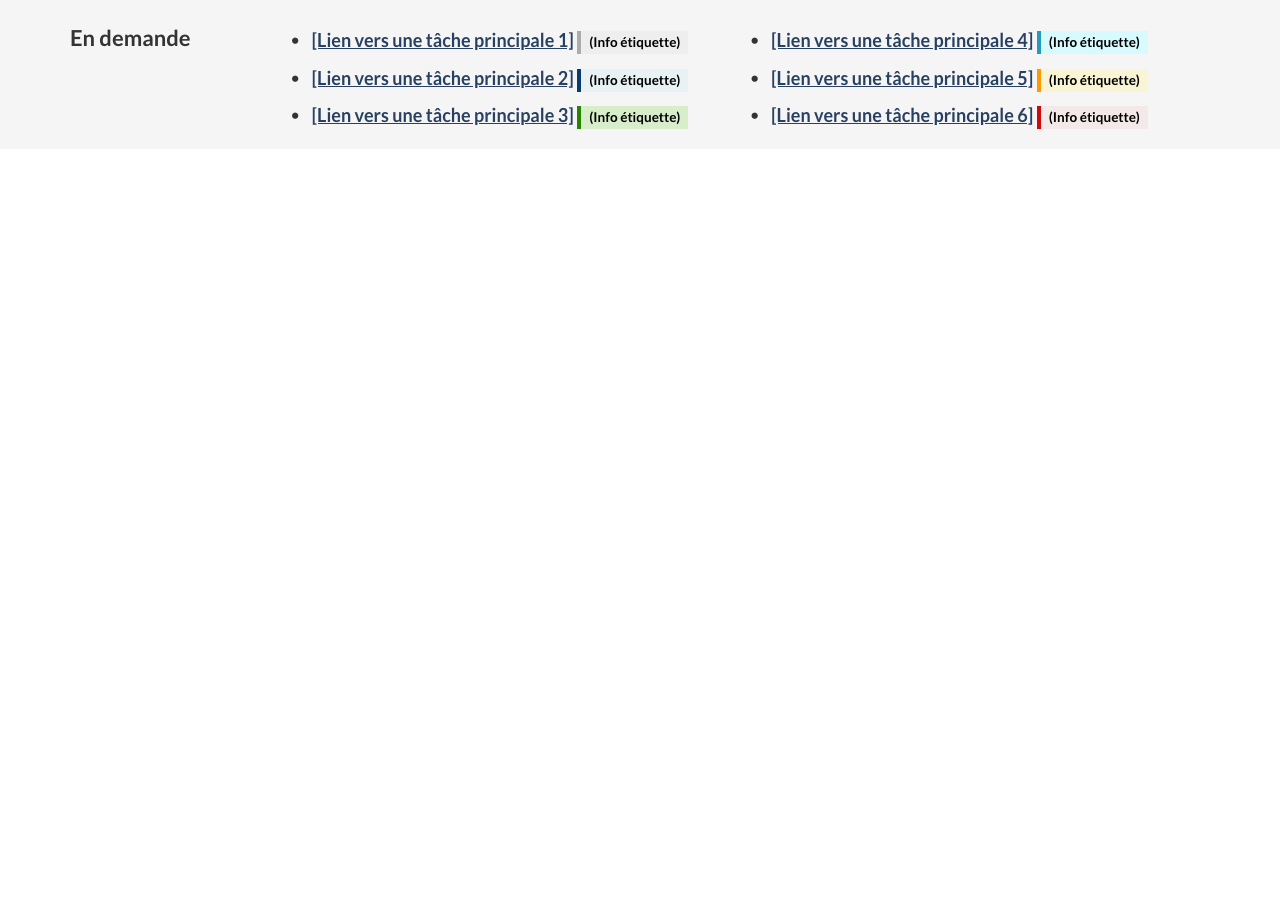 En demande
[Lien vers une tâche principale 1] (Info étiquette)
[Lien vers une tâche principale 2] (Info étiquette)
[Lien vers une tâche principale 3] (Info étiquette)
[Lien vers une tâche principale 4] (Info étiquette)
[Lien vers une tâche principale 5] (Info étiquette)
[Lien vers une tâche principale 6] (Info étiquette)